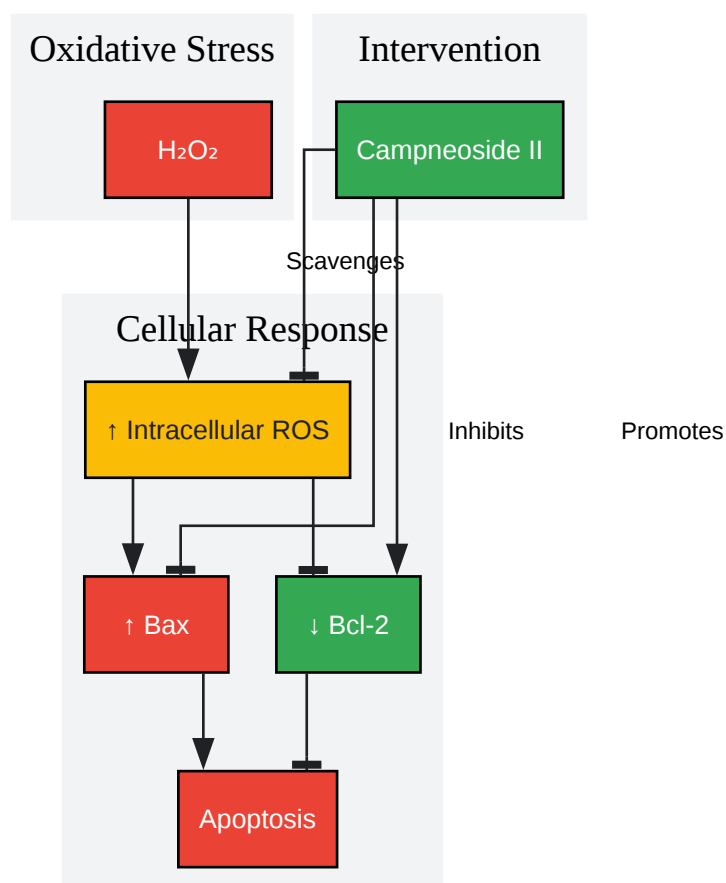 Oxidative Stress
Intervention
H₂O₂
Campneoside II
Scavenges
Cellular Response
↑ Intracellular ROS
Inhibits
Promotes
↑ Bax
↓ Bcl-2
Apoptosis